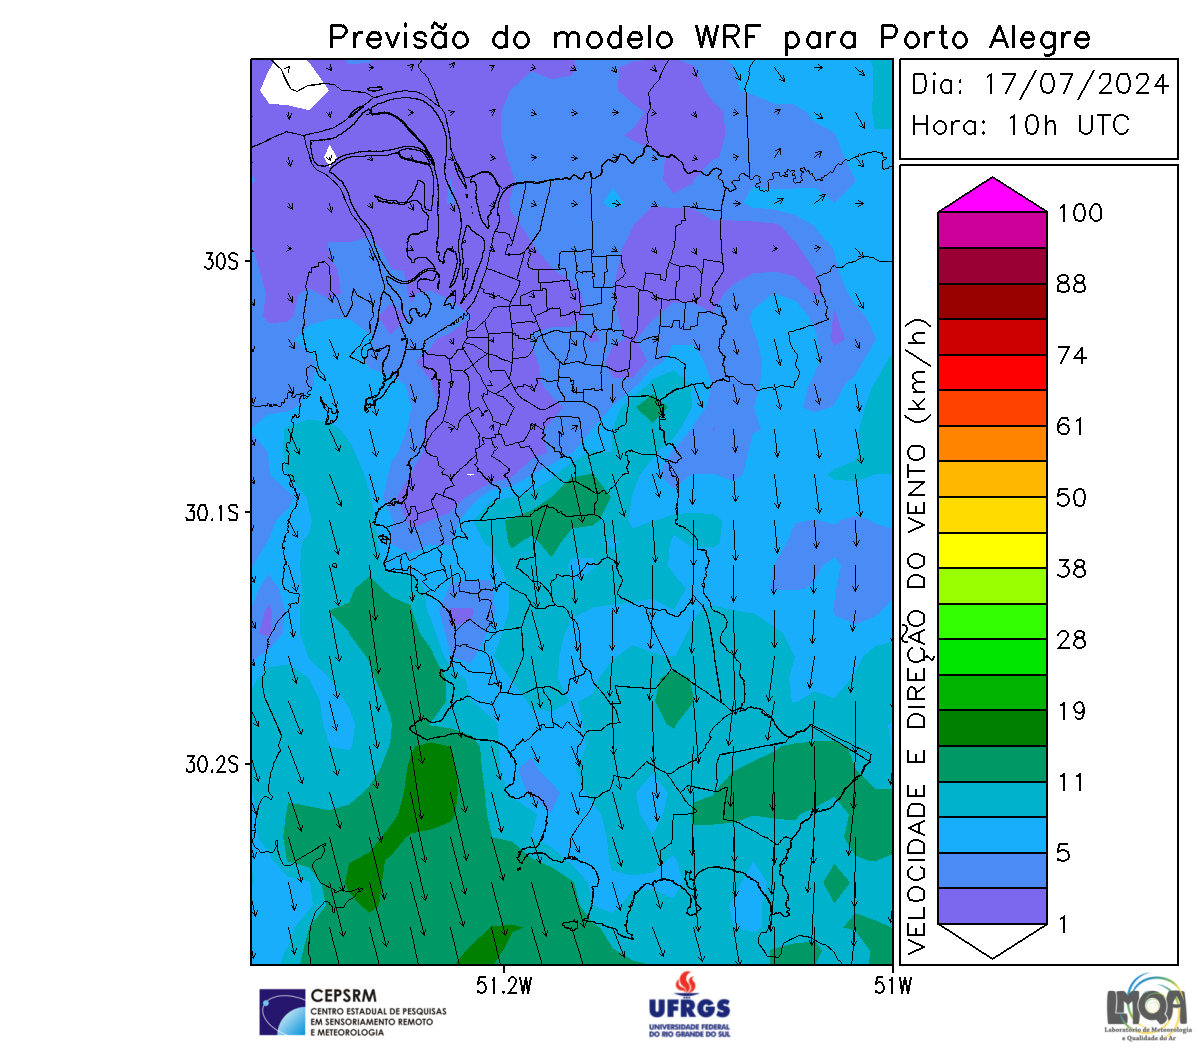 Previsão do modelo WRF para Porto Alegre
Dia: 17/07/2024
Hora: 10h UTC
30S
30.1S
30.2S
51.2W
51W
VELOCIDADE E DIREÇÃO DO VENTO (km/h)
100
88
74
61
50
38
28
19
11
5
1
CEPSRM
CENTRO ESTADUAL DE PESQUISAS
EM SENSORIAMENTO REMOTO
E METEOROLOGIA
UFRGS
UNIVERSIDADE FEDERAL
DO RIO GRANDE DO SUL
LMQA
Laboratório de Meteorologia
e Qualidade do Ar